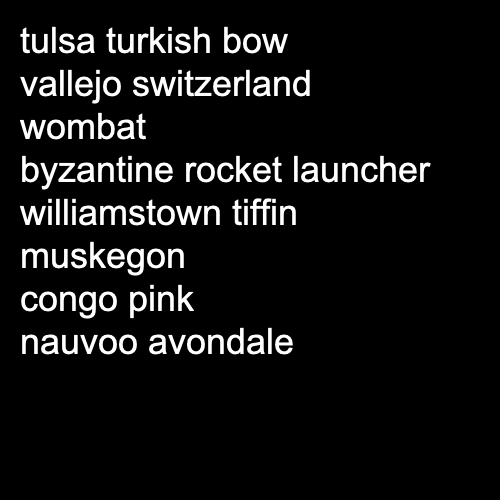 tulsa turkish bow
vallejo switzerland
wombat
byzantine rocket launcher
williamstown tiffin
muskegon
congo pink
nauvoo avondale